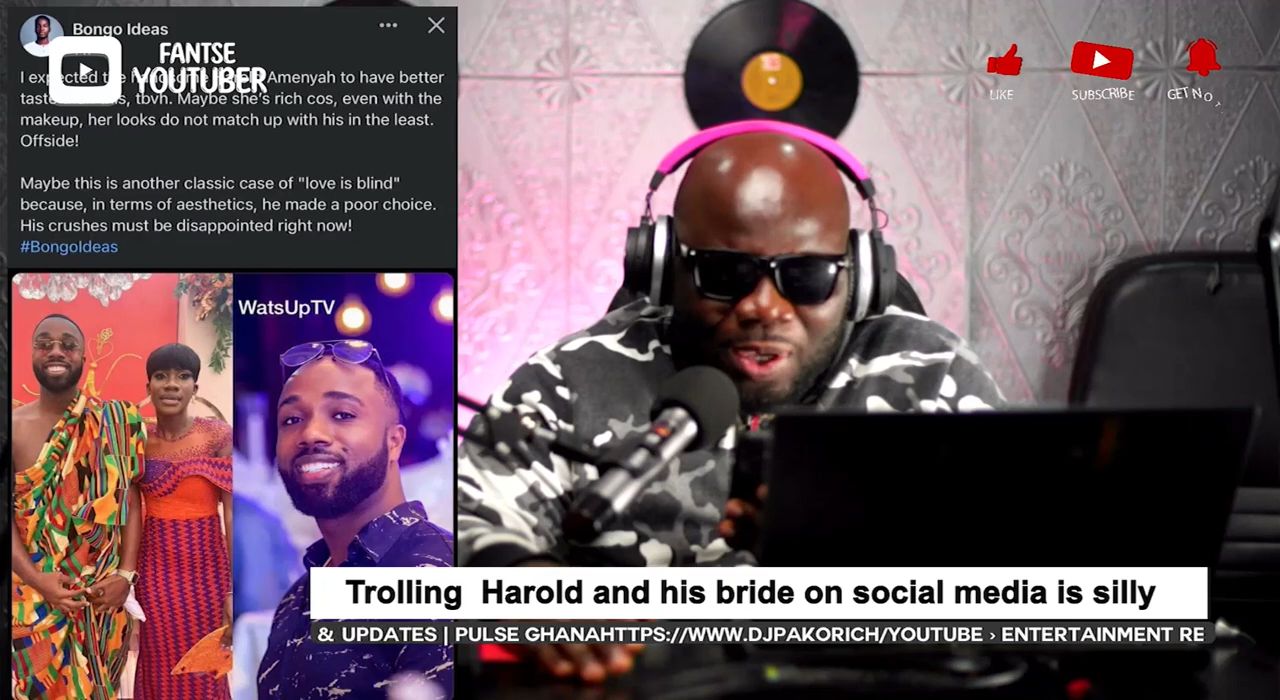 Bongo Ideas
FANTSE
YOUTUBER
I expected the handsome Amenyah to have better
taste, tbvh. Maybe she's rich cos, even with the
makeup, her looks do not match up with his in the least.
Offside!
Maybe this is another classic case of "love is blind"
because, in terms of aesthetics, he made a poor choice.
His crushes must be disappointed right now!
#BongoIdeas
WatsUpTV
LIKE
SUBSCRIBE
GET NO
Trolling Harold and his bride on social media is silly
& UPDATES | PULSE GHANAHTTPS://WWW.DJPAKORICH/YOUTUBE › ENTERTAINMENT RE